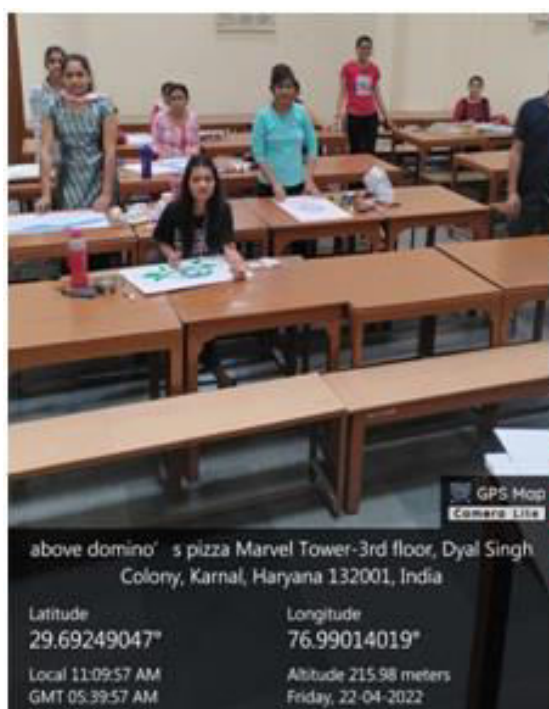 GPS Map
Camera Lite
above domino' s pizza Marvel Tower-3rd floor, Dyal Singh
Colony, Karnal, Haryana 132001, India
Latitude
29.69249047°
Longitude
76.99014019°
Local 11:09:57 AM
GMT 05:39:57 AM
Altitude 215.98 meters
Friday, 22-04-2022